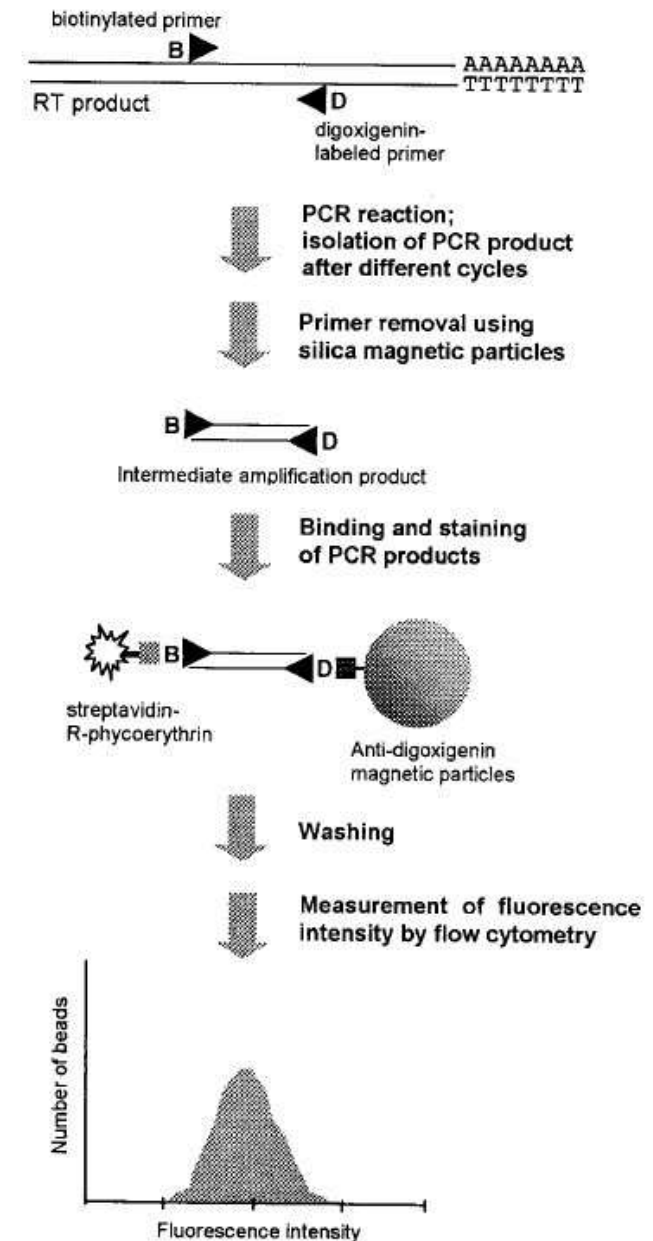 biotinylated primer
B
AAAAAAAA
TTTTTTTT
RT product
D
digoxigenin-
labeled primer
PCR reaction;
isolation of PCR product
after different cycles
Primer removal using
silica magnetic particles
B
D
Intermediate amplification product
Binding and staining
of PCR products
B
D
streptavidin-
R-phycoerythrin
Anti-digoxigenin
magnetic particles
Washing
Measurement of fluorescence
intensity by flow cytometry
Number of beads
Fluorescence intensity